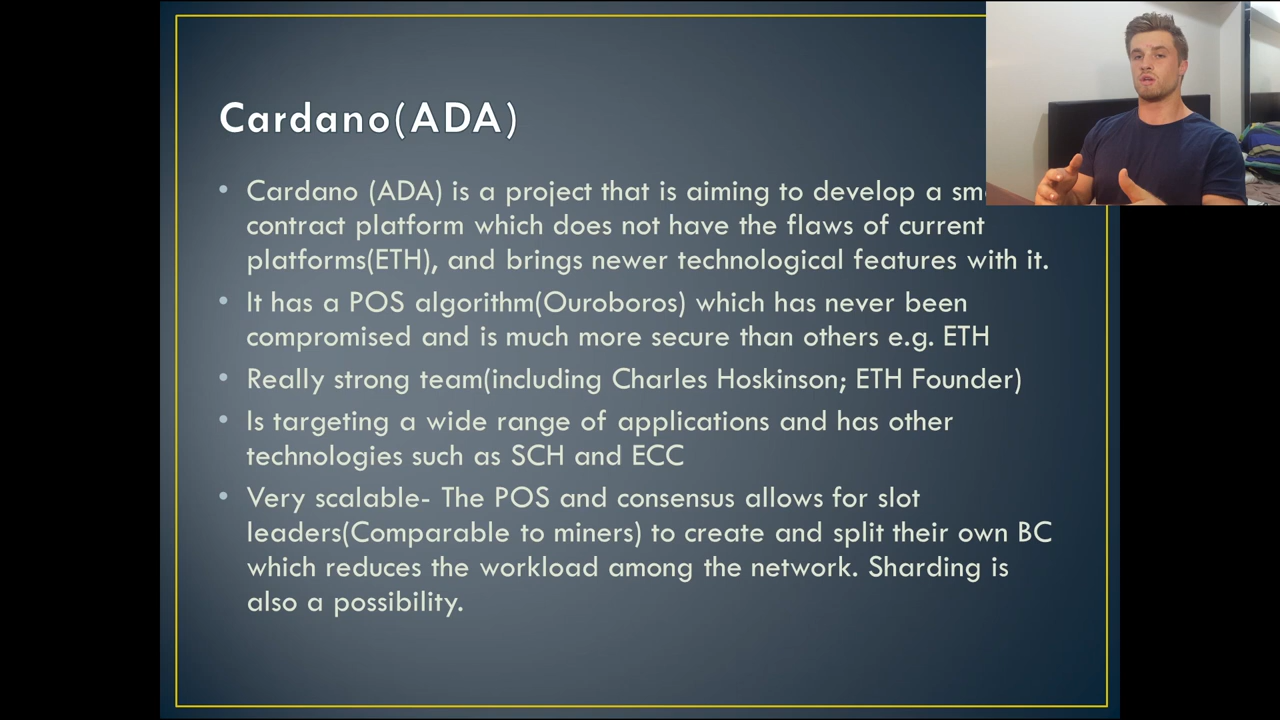 Cardano(ADA)
• Cardano (ADA) is a project that is aiming to develop a
contract platform which does not have the flaws of current
platforms(ETH), and brings newer technological features with it.
• It has a POS algorithm(Ouroboros) which has never been
compromised and is much more secure than others e.g. ETH
• Really strong team(including Charles Hoskinson; ETH Founder)
• Is targeting a wide range of applications and has other
technologies such as SCH and ECC
• Very scalable- The POS and consensus allows for slot
leaders(Comparable to miners) to create and split their own BC
which reduces the workload among the network. Sharding is
also a possibility.